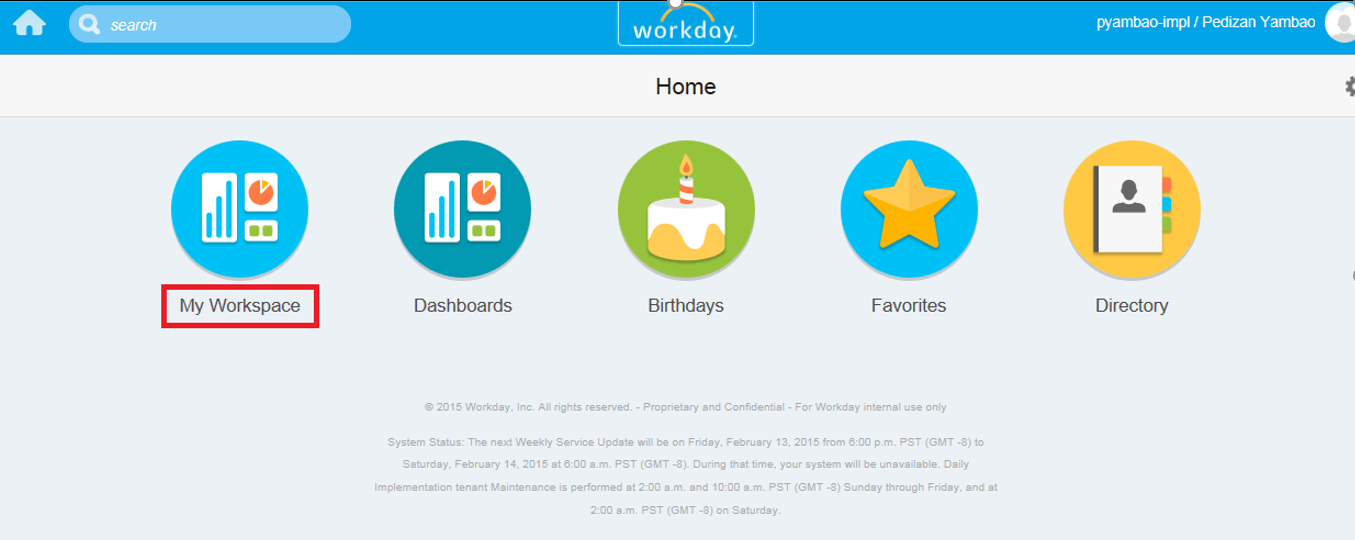 search
workday.
pyambao-impl / Pedizan Yambao
Home
My Workspace
Dashboards
Birthdays
Favorites
Directory
© 2015 Workday, Inc. All rights reserved. - Proprietary and Confidential - For Workday internal use only
System Status: The next Weekly Service Update will be on Friday, February 13, 2015 from 6:00 p.m. PST (GMT -8) to
Saturday, February 14, 2015 at 6:00 a.m. PST (GMT -8). During that time, your system will be unavailable. Daily
Implementation tenant Maintenance is performed at 2:00 a.m. and 10:00 a.m. PST (GMT -8) Sunday through Friday, and at
2:00 a.m. PST (GMT -8) on Saturday.